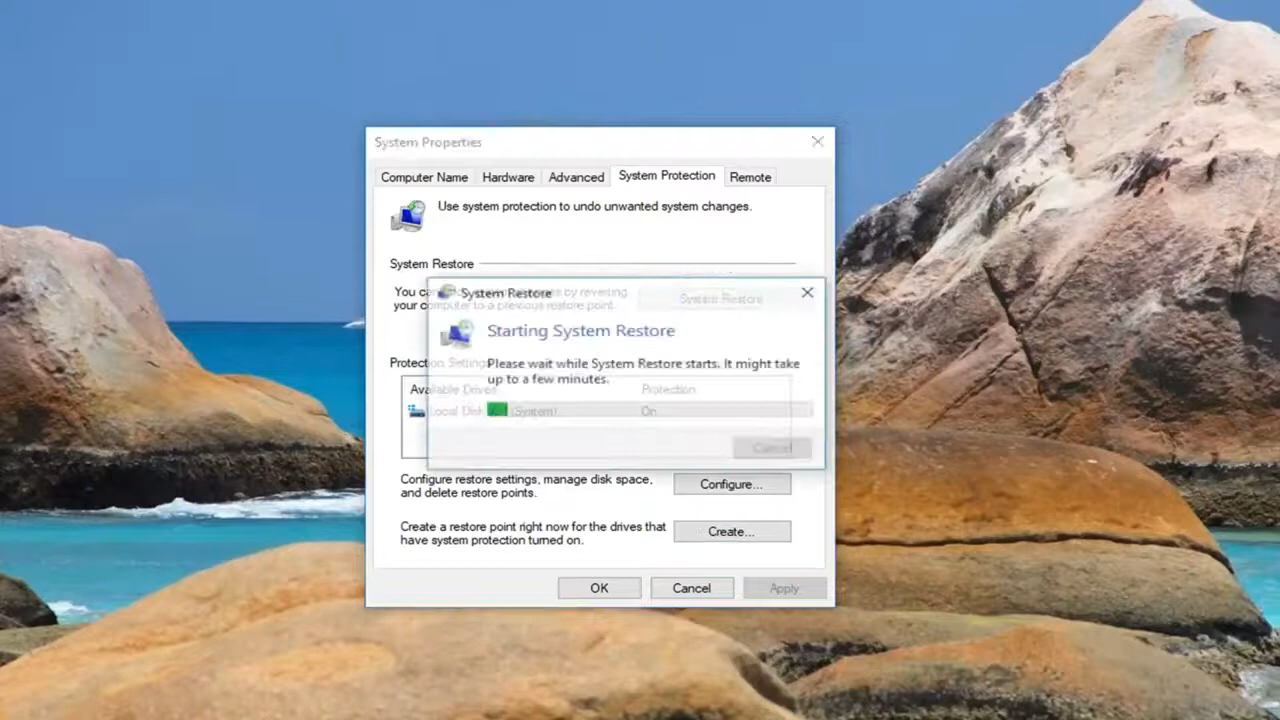 System Properties
Computer Name Hardware Advanced System Protection Remote
Use system protection to undo unwanted system changes.
System Restore
You can by reverting
your computer to a previous restore point.
System Restore
System Restore
Starting System Restore
Please wait while System Restore starts. It might take
up to a few minutes.
Cancel
Protection Settings
Available Drives Protection
Local Disk (System) On
Configure restore settings, manage disk space,
and delete restore points.
Configure...
Create a restore point right now for the drives that
have system protection turned on.
Create...
OK Cancel Apply